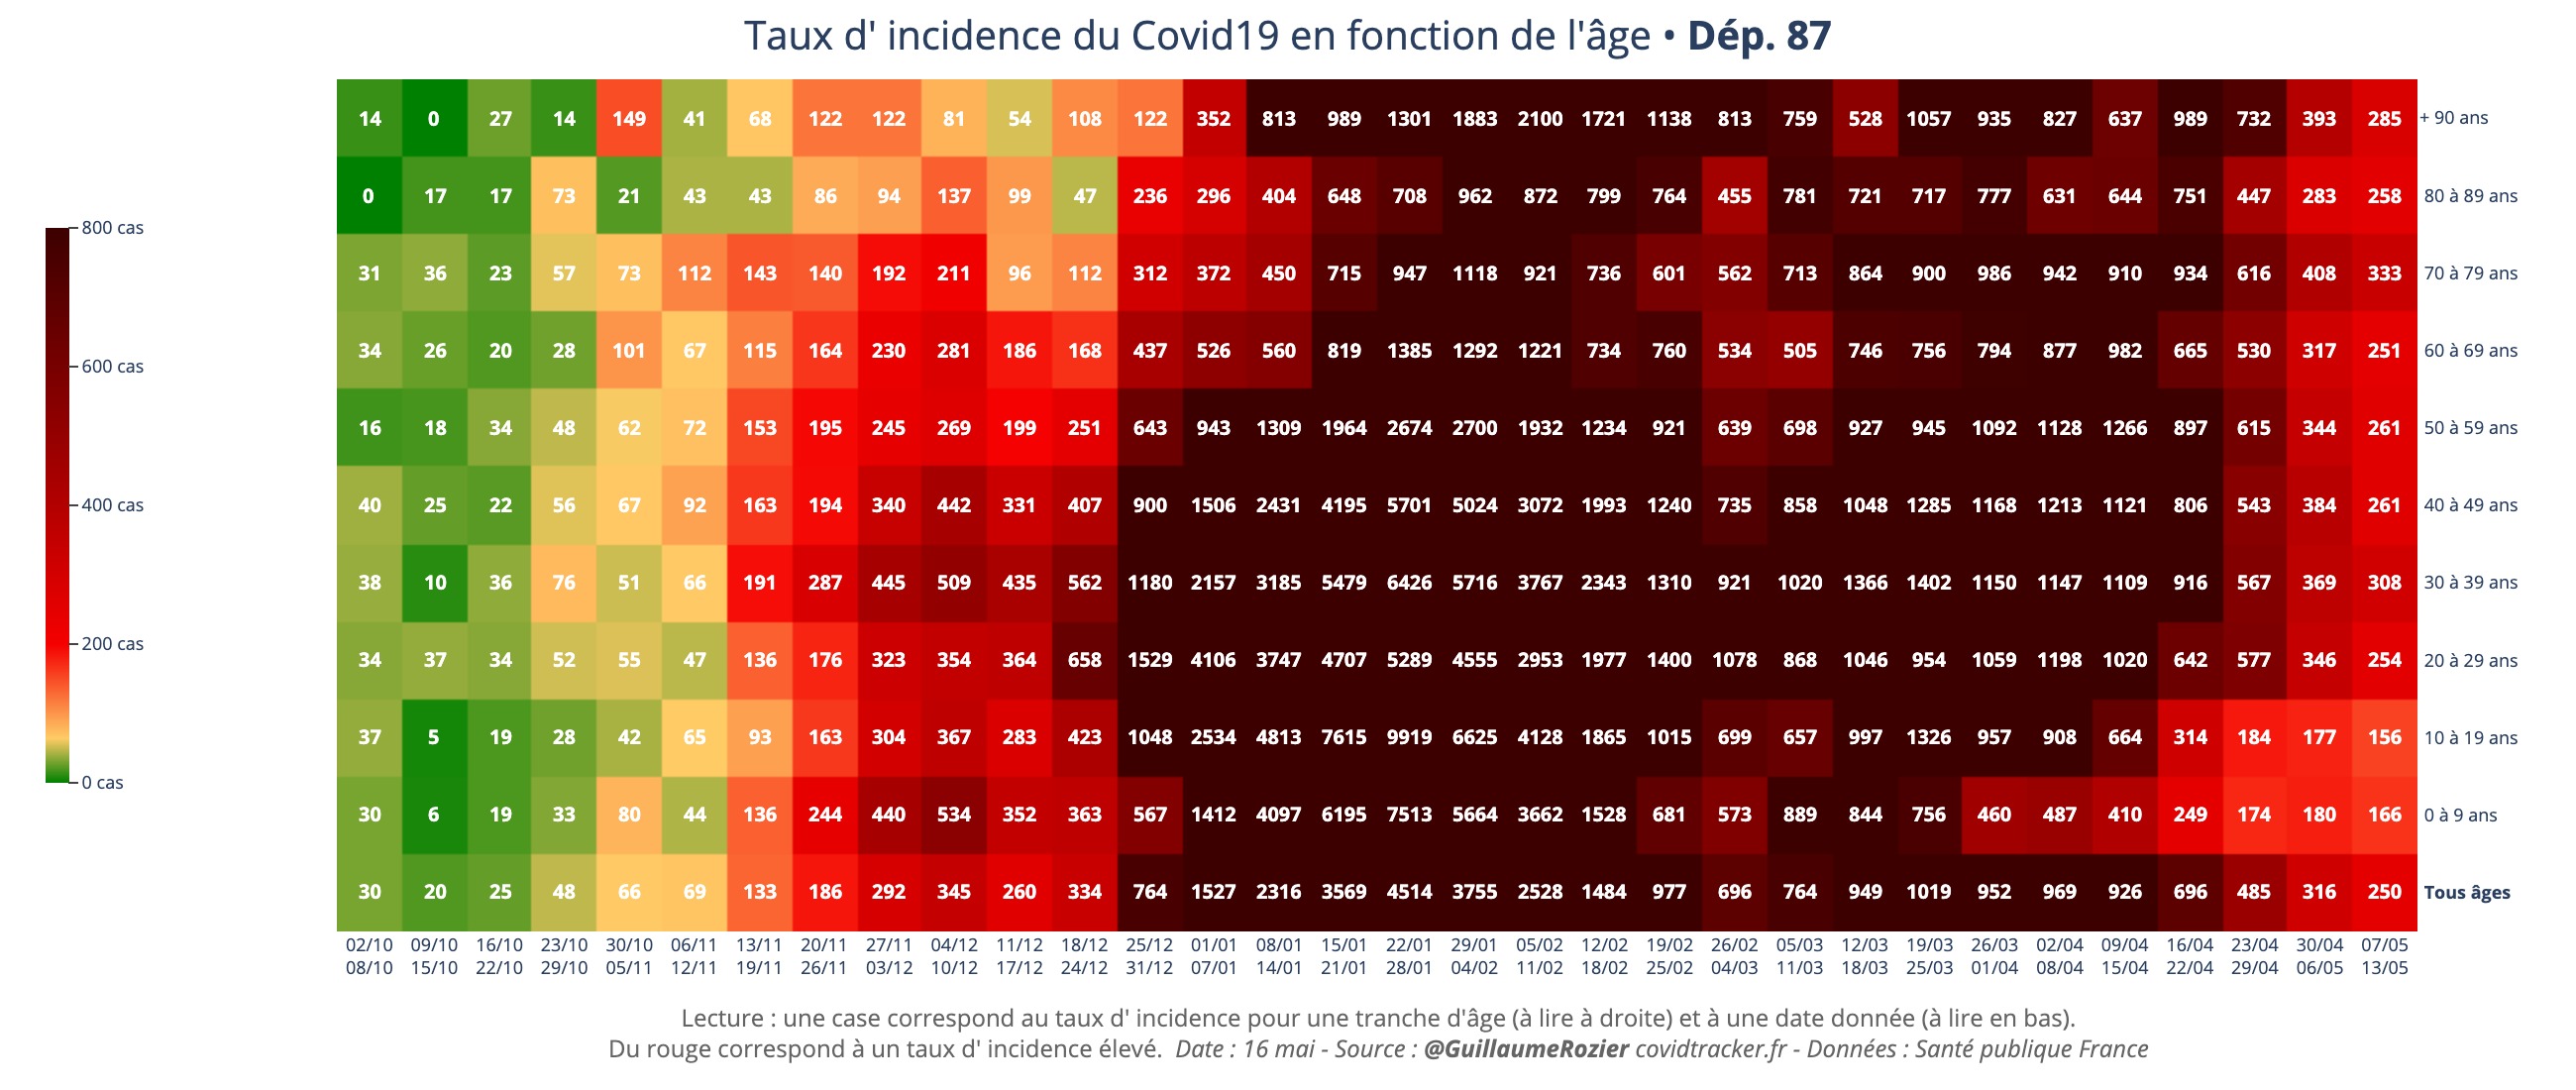 Taux d' incidence du Covid19 en fonction de l'âge • Dép. 87
14 0 27 14 149 41 68 122 122 81 54 108 122 352 813 989 1301 1883 2100 1721 1138 813 759 528 1057 935 827 637 989 732 393 285 + 90 ans
0 17 17 73 21 43 43 86 94 137 99 47 236 296 404 648 708 962 872 799 764 455 781 721 717 777 631 644 751 447 283 258 80 à 89 ans
31 36 23 57 73 112 143 140 192 211 96 112 312 372 450 715 947 1118 921 736 601 562 713 864 900 986 942 910 934 616 408 333 70 à 79 ans
34 26 20 28 101 67 115 164 230 281 186 168 437 526 560 819 1385 1292 1221 734 760 534 505 746 756 794 877 982 665 530 317 251 60 à 69 ans
16 18 34 48 62 72 153 195 245 269 199 251 643 943 1309 1964 2674 2700 1932 1234 921 639 698 927 945 1092 1128 1266 897 615 344 261 50 à 59 ans
40 25 22 56 67 92 163 194 340 442 331 407 900 1506 2431 4195 5701 5024 3072 1993 1240 735 858 1048 1285 1168 1213 1121 806 543 384 261 40 à 49 ans
38 10 36 76 51 66 191 287 445 509 435 562 1180 2157 3185 5479 6426 5716 3767 2343 1310 921 1020 1366 1402 1150 1147 1109 916 567 369 308 30 à 39 ans
34 37 34 52 55 47 136 176 323 354 364 658 1529 4106 3747 4707 5289 4555 2953 1977 1400 1078 868 1046 954 1059 1198 1020 642 577 346 254 20 à 29 ans
37 5 19 28 42 65 93 163 304 367 283 423 1048 2534 4813 7615 9919 6625 4128 1865 1015 699 657 997 1326 957 908 664 314 184 177 156 10 à 19 ans
30 6 19 33 80 44 136 244 440 534 352 363 567 1412 4097 6195 7513 5664 3662 1528 681 573 889 844 756 460 487 410 249 174 180 166 0 à 9 ans
30 20 25 48 66 69 133 186 292 345 260 334 764 1527 2316 3569 4514 3755 2528 1484 977 696 764 949 1019 952 969 926 696 485 316 250 Tous âges
02/10 09/10 16/10 23/10 30/10 06/11 13/11 20/11 27/11 04/12 11/12 18/12 25/12 01/01 08/01 15/01 22/01 29/01 05/02 12/02 19/02 26/02 05/03 12/03 19/03 26/03 02/04 09/04 16/04 23/04 30/04 07/05
08/10 15/10 22/10 29/10 05/11 12/11 19/11 26/11 03/12 10/12 17/12 24/12 31/12 07/01 14/01 21/01 28/01 04/02 11/02 18/02 25/02 04/03 11/03 18/03 25/03 01/04 08/04 15/04 22/04 29/04 06/05 13/05
800 cas
600 cas
400 cas
200 cas
0 cas
Lecture : une case correspond au taux d' incidence pour une tranche d'âge (à lire à droite) et à une date donnée (à lire en bas).
Du rouge correspond à un taux d' incidence élevé. Date : 16 mai - Source : @GuillaumeRozier covidtracker.fr - Données : Santé publique France